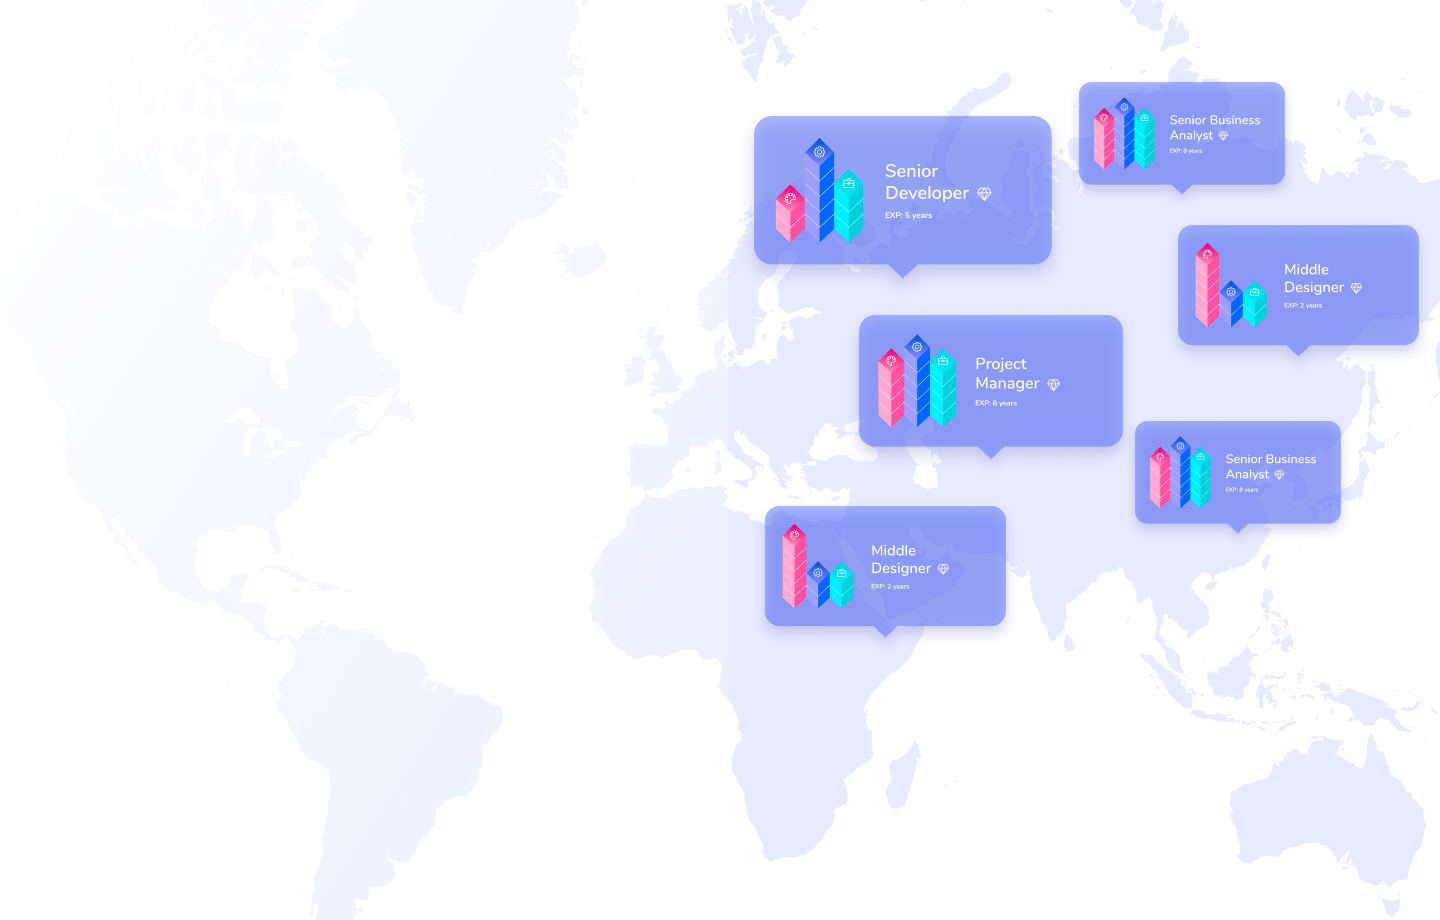 Senior
Developer
EXP: 5 years
Senior Business
Analyst
EXP: 8 years
Middle
Designer
EXP: 2 years
Project
Manager
EXP: 8 years
Senior Business
Analyst
EXP: 8 years
Middle
Designer
EXP: 2 years